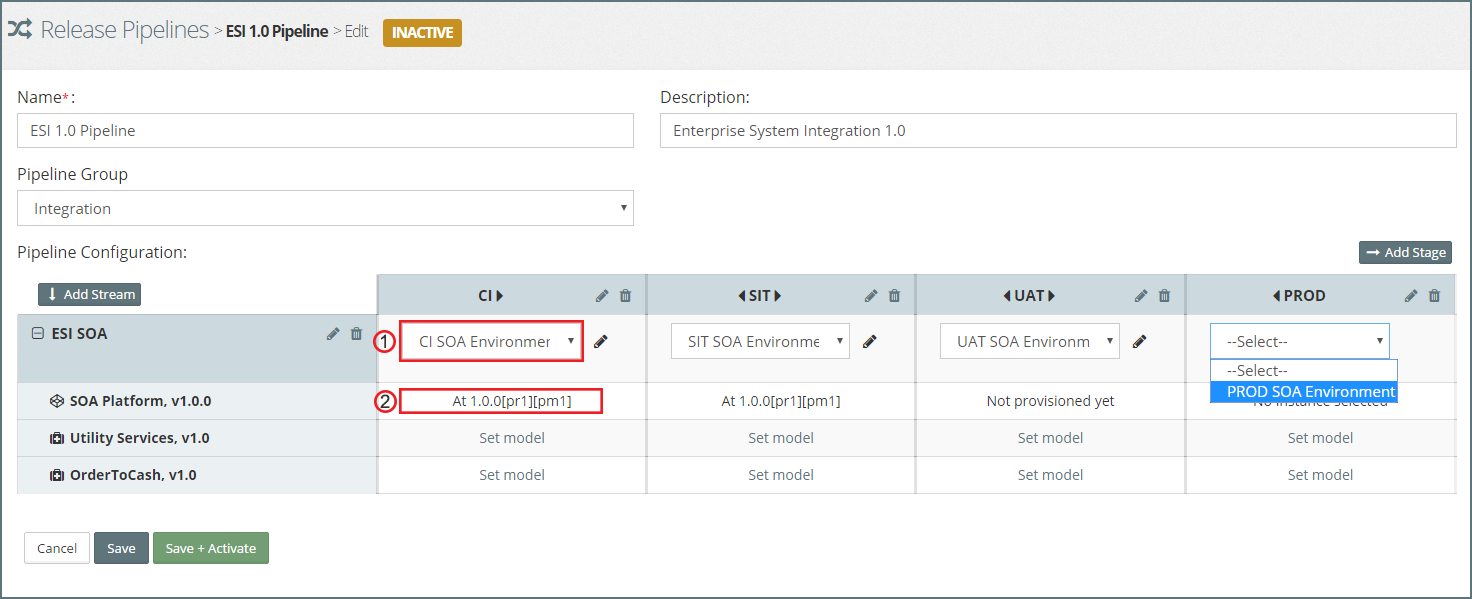 Release Pipelines > ESI 1.0 Pipeline > Edit INACTIVE
Name*: Description:
ESI 1.0 Pipeline Enterprise System Integration 1.0
Pipeline Group
Integration
Pipeline Configuration: Add Stage
Add Stream CI SIT UAT PROD
ESI SOA 1 CI SOA Environmer SIT SOA Environme UAT SOA Environm --Select--
--Select--
PROD SOA Environment
SOA Platform, v1.0.0 2 At 1.0.0[pr1][pm1] At 1.0.0[pr1][pm1] Not provisioned yet No instance selected
Utility Services, v1.0 Set model Set model Set model Set model
OrderToCash, v1.0 Set model Set model Set model Set model
Cancel Save Save + Activate